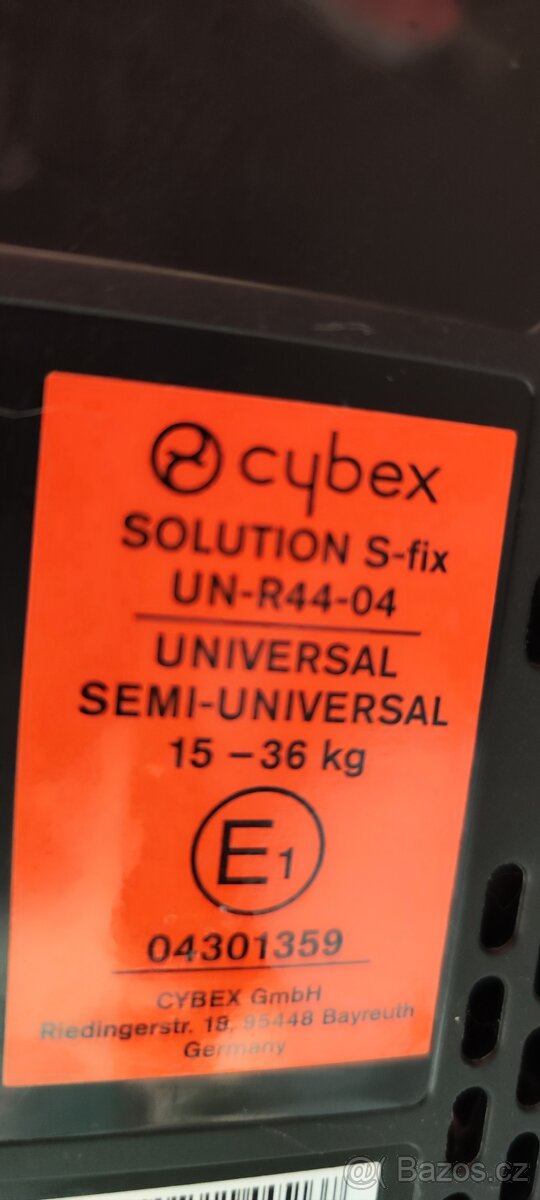 cybex
SOLUTION S-fix
UN-R44-04
UNIVERSAL
SEMI-UNIVERSAL
15 – 36 kg
E1
04301359
CYBEX GmbH
Riedingerstr. 18, 95448 Bayreuth
Germany
Bazos.cz